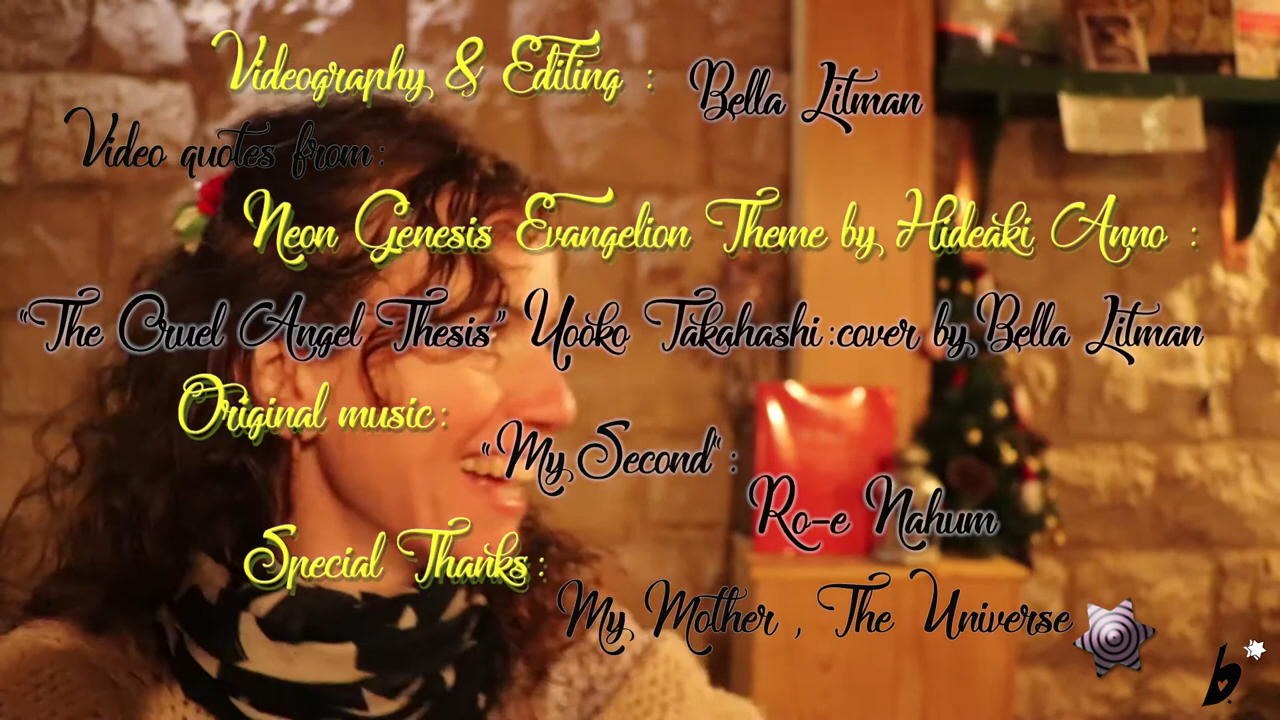 Videography & Editing : Bella Litman
Video quotes from:
Neon Genesis Evangelion Theme by Hideaki Anno :
“The Cruel Angel Thesis” Yooko Takahashi :cover by Bella Litman
Original music:
“My Second" :
Ro-e Nahum
Special Thanks:
My Mother , The Universe
b